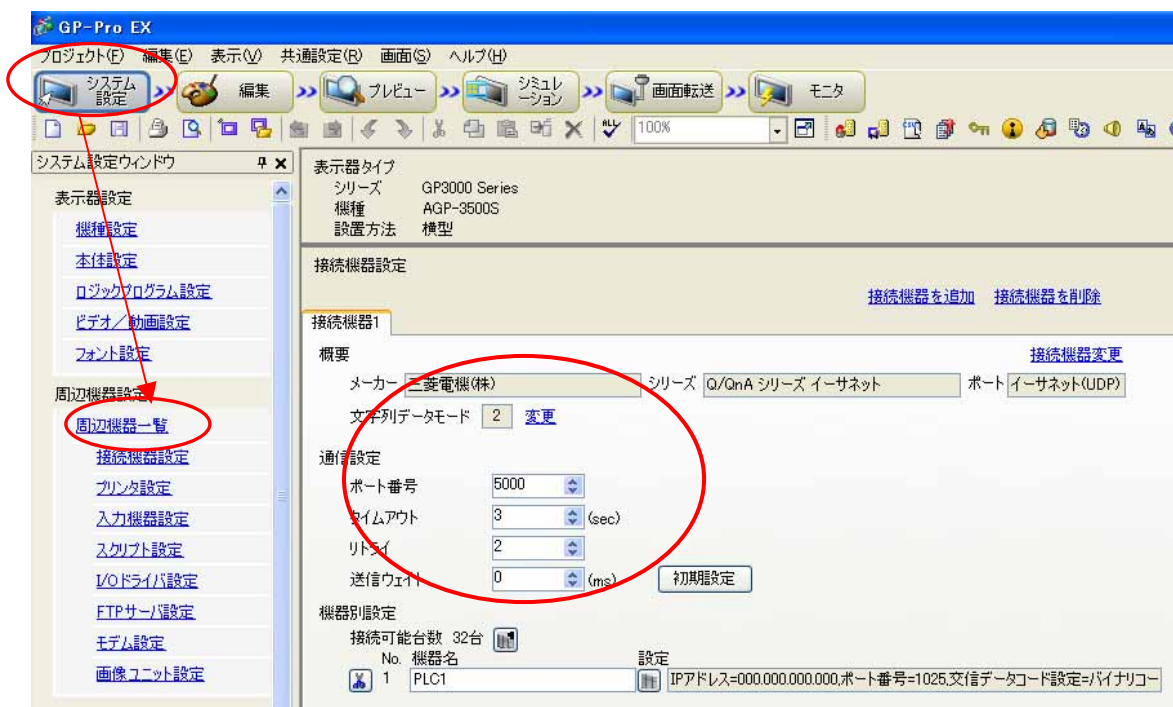 GP-Pro EX
プロジェクト(F) 編集(E) 表示(V) 共通設定(R) 画面(S) ヘルプ(H)
システム設定 編集 プレビュー シミュレーション 画面転送 モニタ
ALL 100%
システム設定ウィンドウ
表示器設定
機種設定
本体設定
ロジックプログラム設定
ビデオ／動画設定
フォント設定
周辺機器設定
周辺機器一覧
接続機器設定
プリンタ設定
入力機器設定
スクリプト設定
I/Oドライバ設定
FTPサーバ設定
モデム設定
画像ユニット設定
表示器タイプ
シリーズ GP3000 Series
機種 AGP-3500S
設置方法 横型
接続機器設定
接続機器を追加 接続機器を削除
接続機器1
概要 接続機器変更
メーカー 三菱電機(株) シリーズ Q/QnA シリーズ イーサネット ポート イーサネット(UDP)
文字列データモード 2 変更
通信設定
ポート番号 5000
タイムアウト 3 (sec)
リトライ 2
送信ウェイト 0 (ms) 初期設定
機器別設定
接続可能台数 32台
No. 機器名 設定
1 PLC1 IPアドレス=000.000.000.000,ポート番号=1025,交信データコード設定=バイナリコー